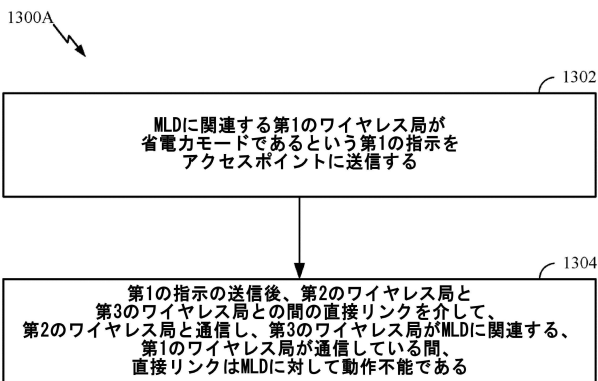 1300A
1302
MLDに関連する第1のワイヤレス局が
省電力モードであるという第1の指示を
アクセスポイントに送信する
1304
第1の指示の送信後、第2のワイヤレス局と
第3のワイヤレス局との間の直接リンクを介して、
第2のワイヤレス局と通信し、第3のワイヤレス局がMLDに関連する、
第1のワイヤレス局が通信している間、
直接リンクはMLDに対して動作不能である